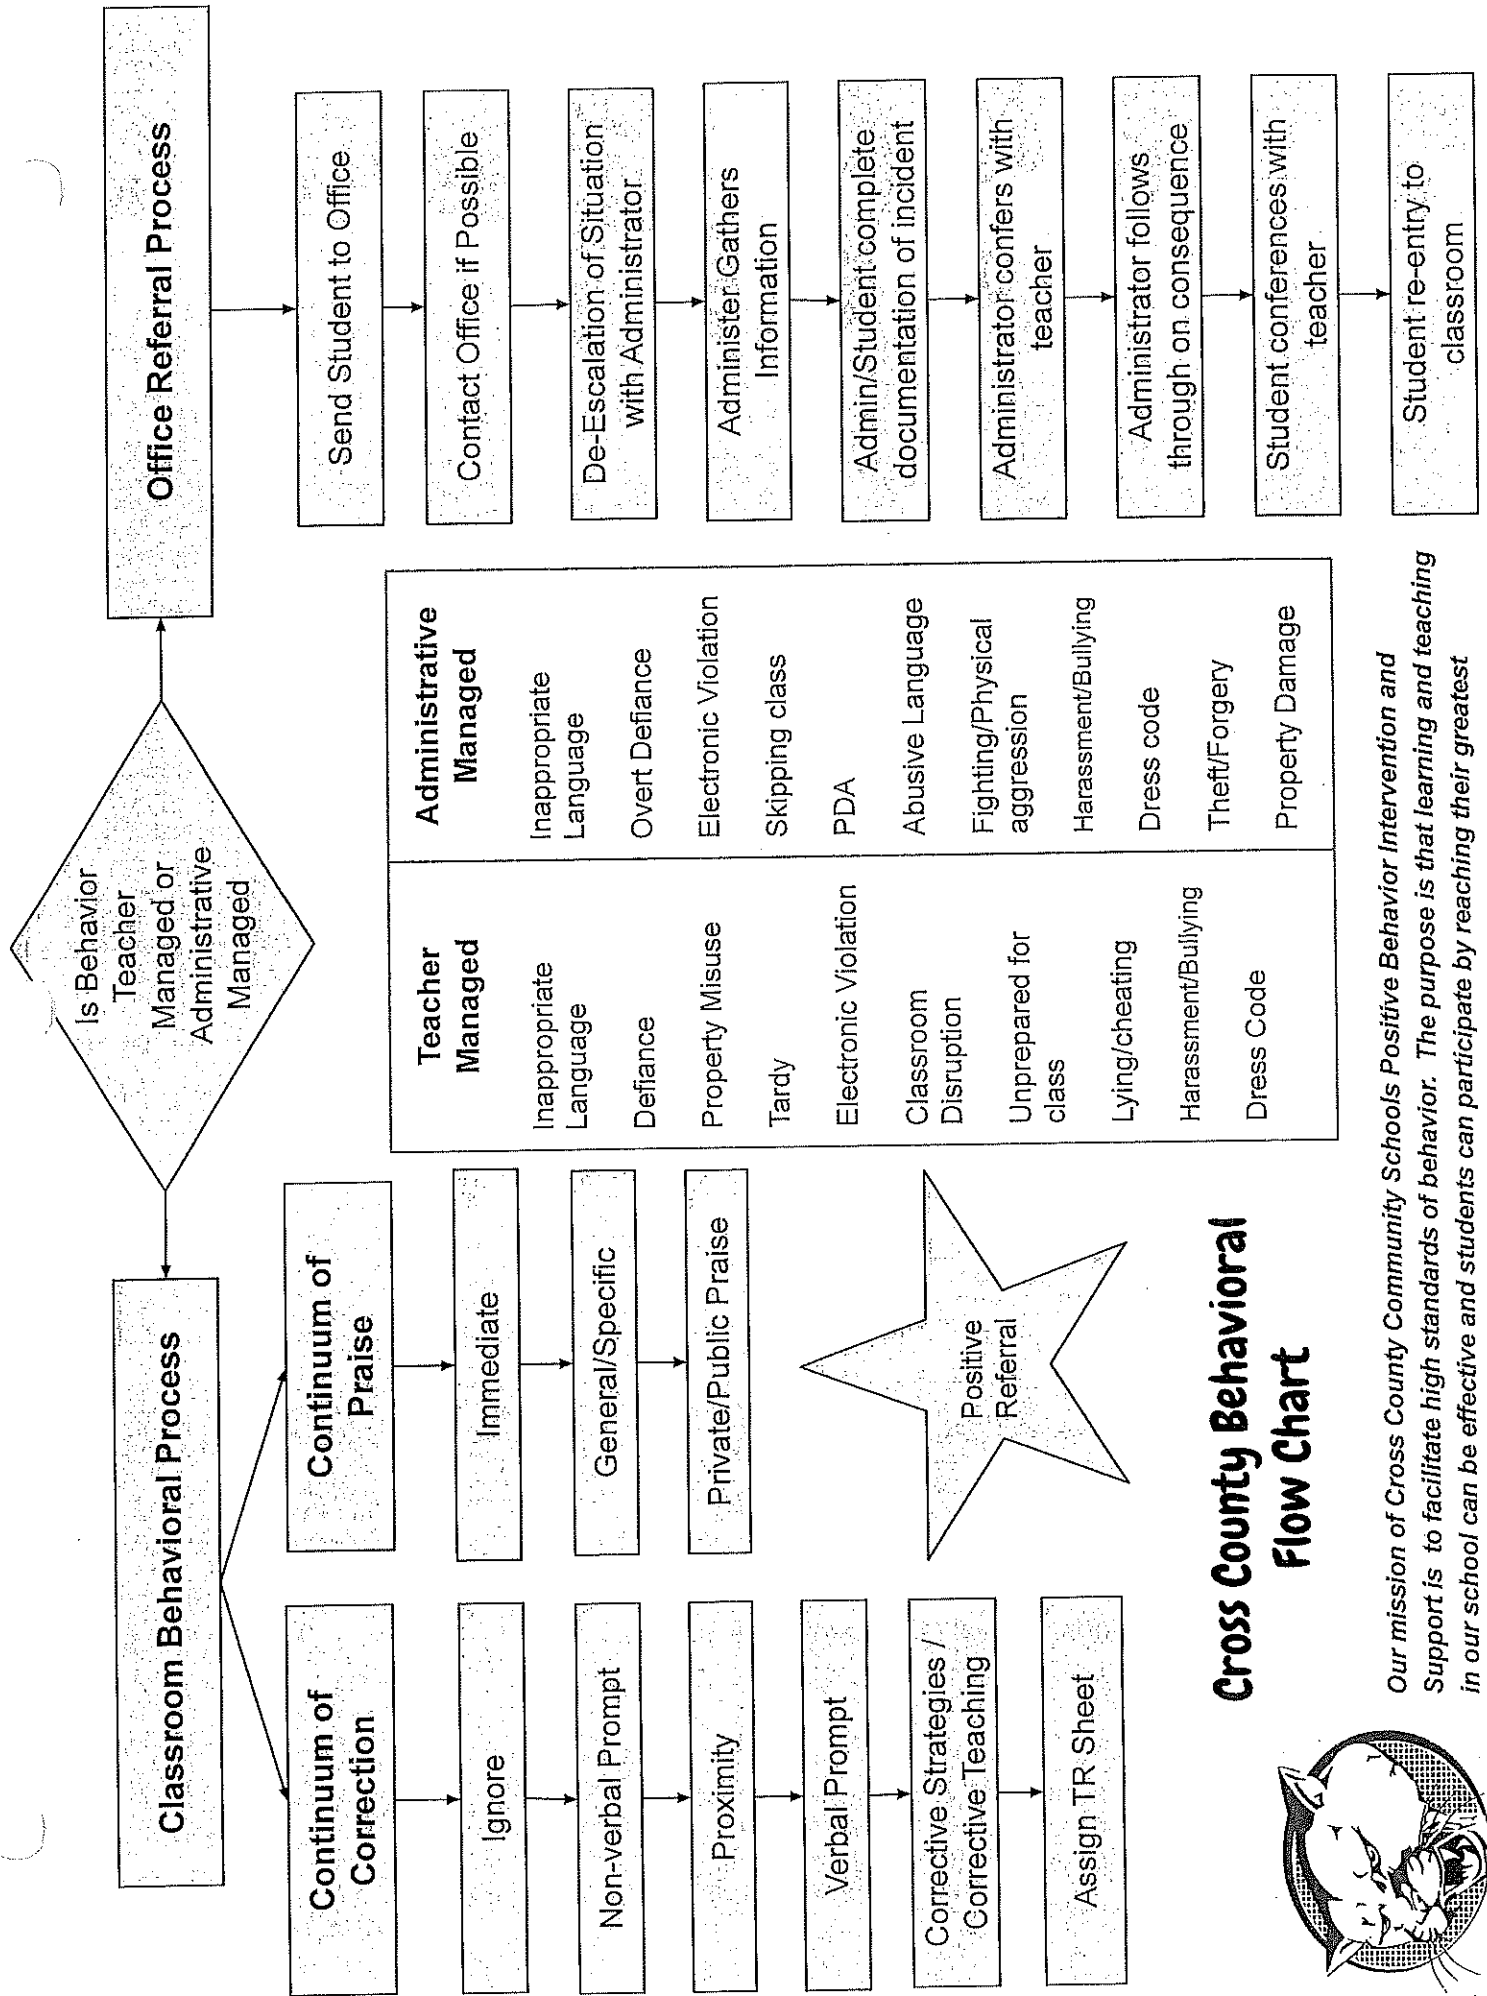 Is Behavior
Teacher
Managed or
Administrative
Managed
Classroom Behavioral Process
Continuum of
Correction
Ignore
Non-verbal Prompt
Proximity
Verbal Prompt
Corrective Strategies /
Corrective Teaching
Assign TR Sheet
Continuum of
Praise
Immediate
General/Specific
Private/Public Praise
Positive
Referral
Teacher
Managed
Inappropriate
Language
Defiance
Property Misuse
Tardy
Electronic Violation
Classroom
Disruption
Unprepared for
class
Lying/cheating
Harassment/Bullying
Dress Code
Administrative
Managed
Inappropriate
Language
Overt Defiance
Electronic Violation
Skipping class
PDA
Abusive Language
Fighting/Physical
aggression
Harassment/Bullying
Dress code
Theft/Forgery
Property Damage
Office Referral Process
Send Student to Office
Contact Office if Possible
De-Escalation of Situation
with Administrator
Administer Gathers
Information
Admin/Student complete
documentation of incident
Administrator confers with
teacher
Administrator follows
through on consequence
Student conferences with
teacher
Student re-entry to
classroom
Cross County Behavioral
Flow Chart
Our mission of Cross County Community Schools Positive Behavior Intervention and
Support is to facilitate high standards of behavior. The purpose is that learning and teaching
in our school can be effective and students can participate by reaching their greatest